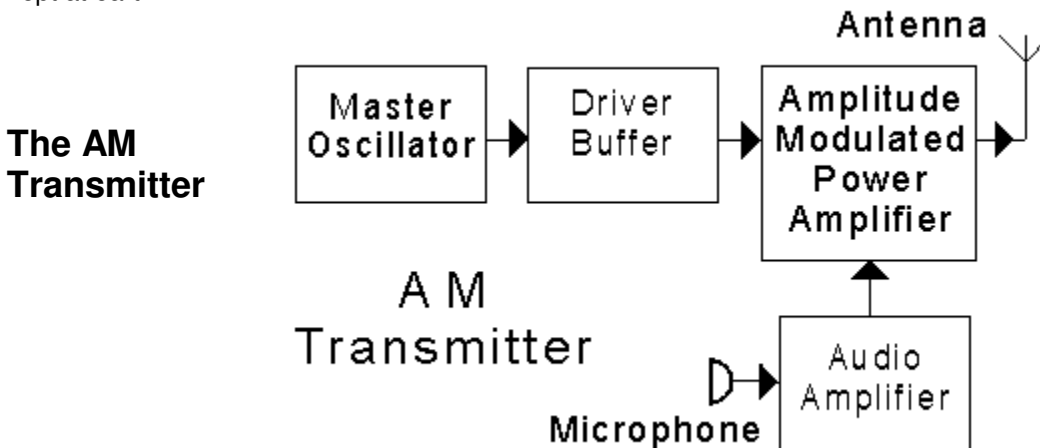 Antenna
Master
Oscillator
Driver
Buffer
Amplitude
Modulated
Power
Amplifier
The AM
Transmitter
A M
Transmitter
Audio
Amplifier
Microphone